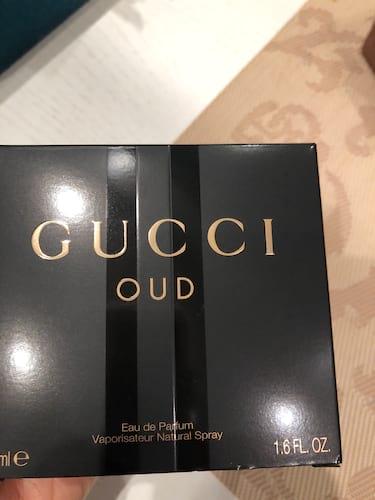 GUCCI
OUD
Eau de Parfum
Vaporisateur Natural Spray
ml e 1.6 FL. OZ.